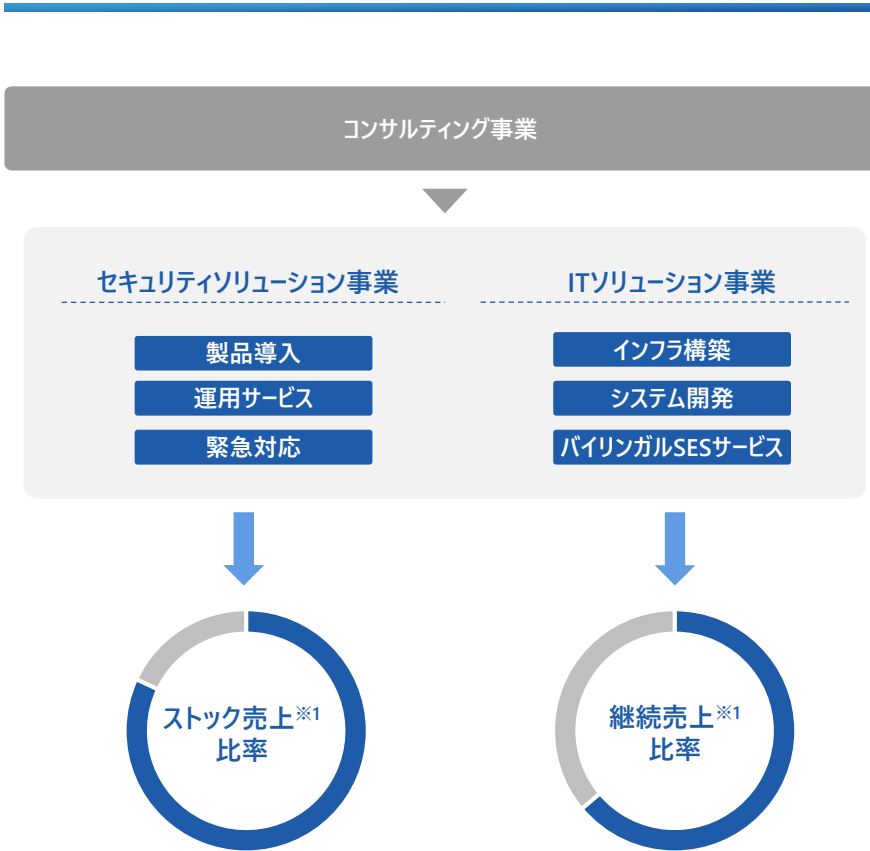 コンサルティング事業
セキュリティソリューション事業
製品導入
運用サービス
緊急対応
ITソリューション事業
インフラ構築
システム開発
バイリンガルSESサービス
ストック売上※1
比率
継続売上※1
比率